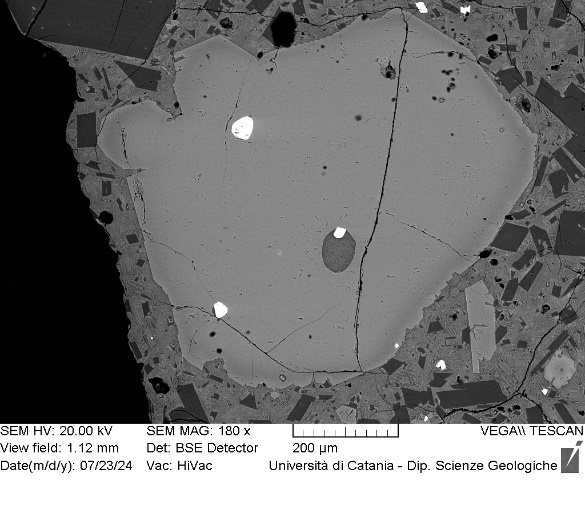 SEM HV: 20.00 kV SEM MAG: 180 x VEGA\\ TESCAN
View field: 1.12 mm Det: BSE Detector 200 µm
Date(m/d/y): 07/23/24 Vac: HiVac Università di Catania - Dip. Scienze Geologiche